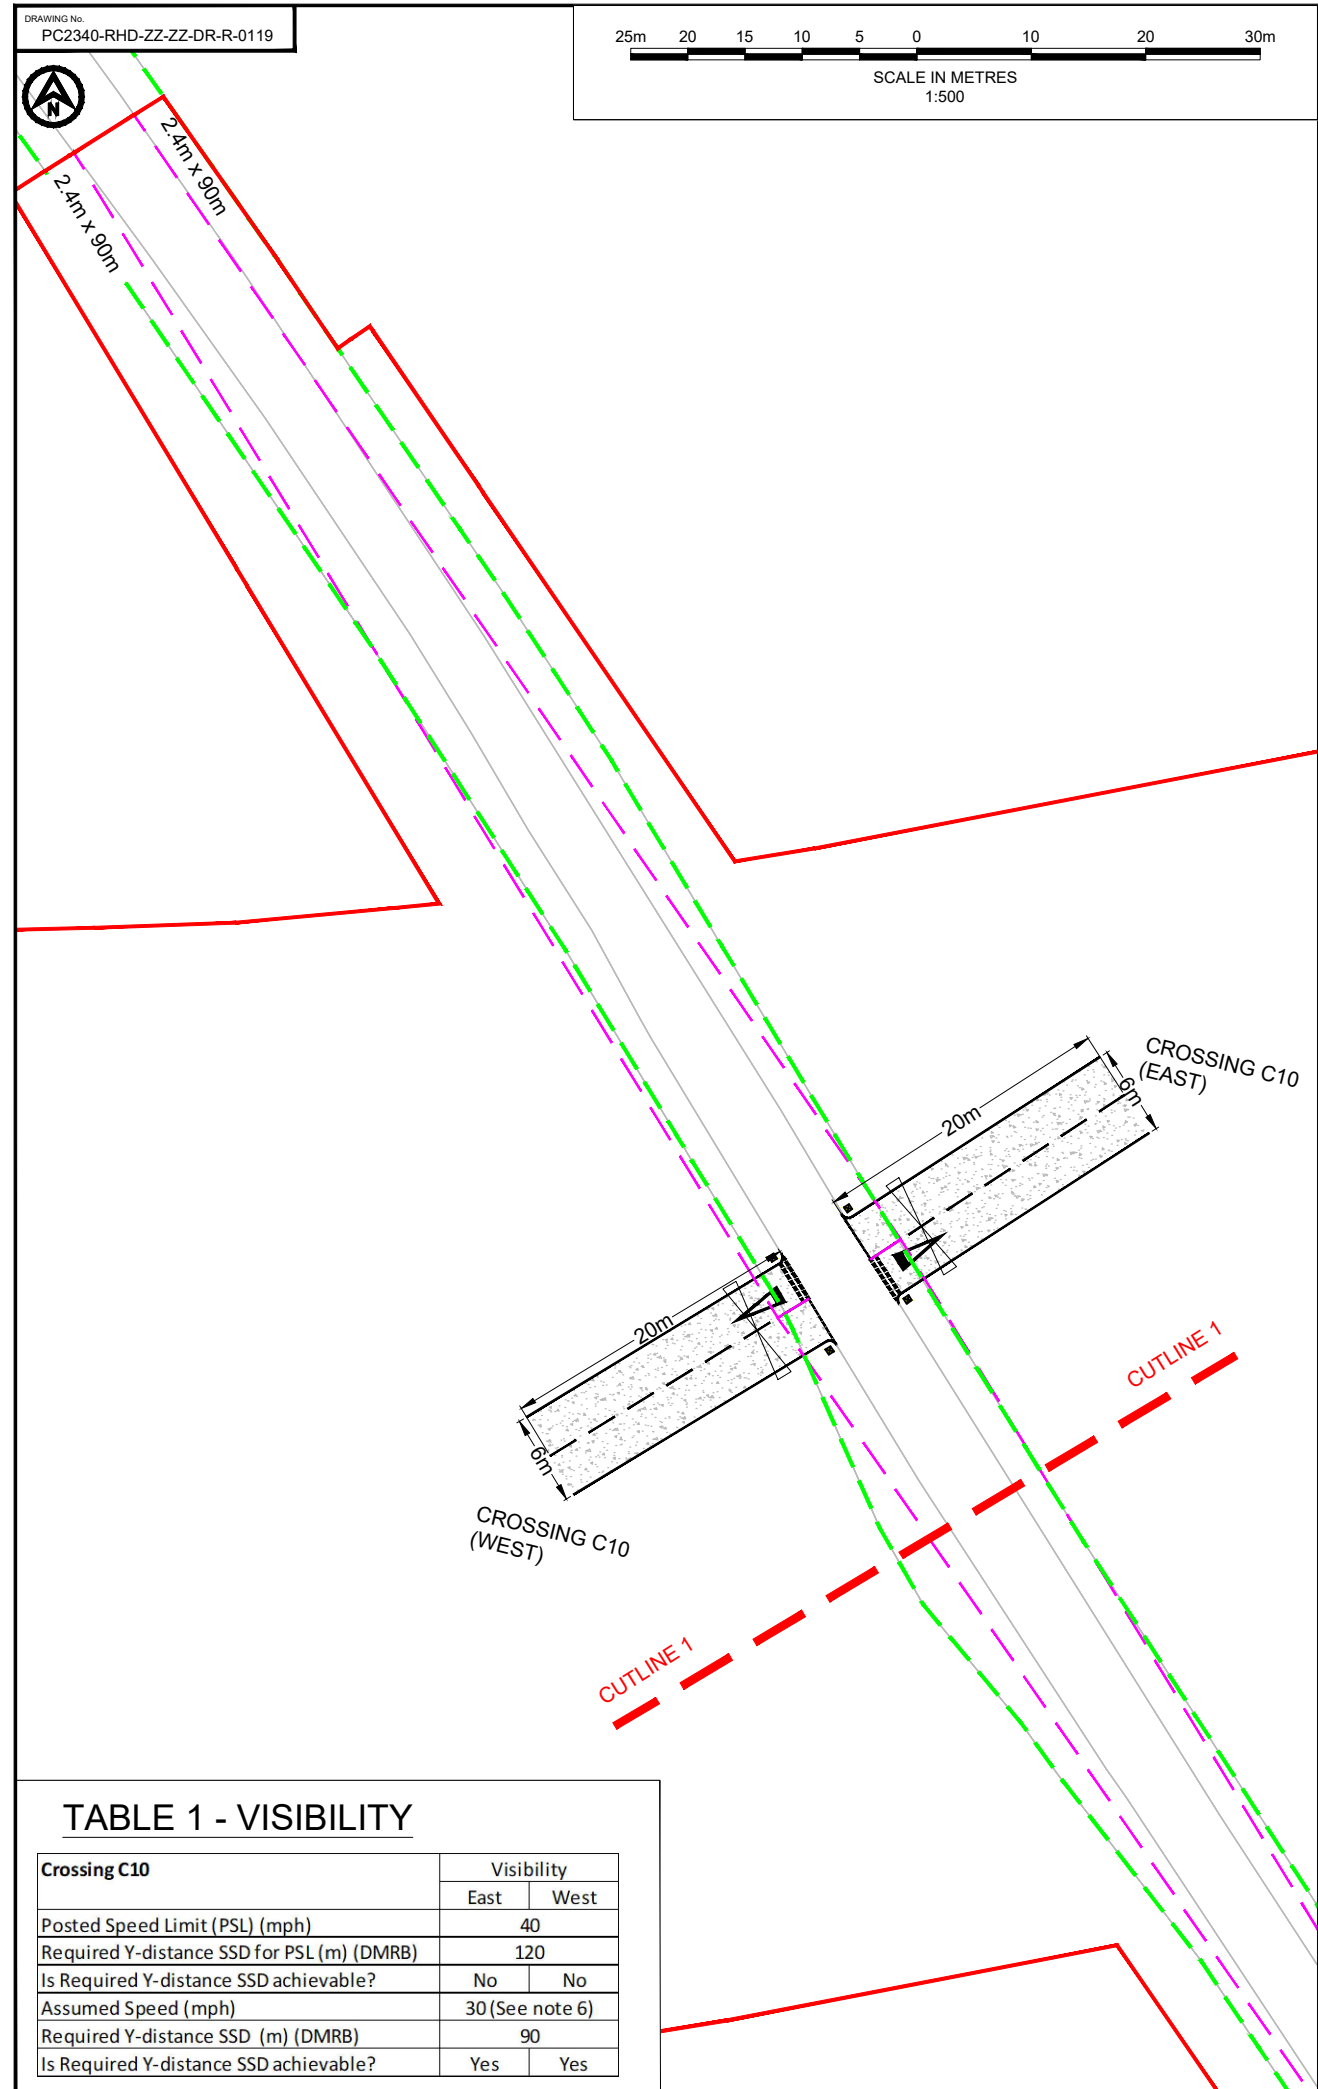 DRAWING No.
PC2340-RHD-ZZ-ZZ-DR-R-0119
25m 20 15 10 5 0 10 20 30m
SCALE IN METRES
1:500
N
2.4m x 90m
2.4m x 90m
CROSSING C10
(EAST)
6m
20m
20m
6m
CROSSING C10
(WEST)
CUTLINE 1
CUTLINE 1
TABLE 1 - VISIBILITY
Crossing C10 Visibility
East West
Posted Speed Limit (PSL) (mph) 40
Required Y-distance SSD for PSL (m) (DMRB) 120
Is Required Y-distance SSD achievable? No No
Assumed Speed (mph) 30 (See note 6)
Required Y-distance SSD (m) (DMRB) 90
Is Required Y-distance SSD achievable? Yes Yes